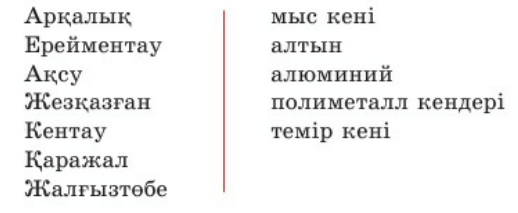 Арқалық
Ерейментау
Ақсу
Жезқазған
Кентау
Қаражал
Жалғызтөбе
мыс кені
алтын
алюминий
полиметалл кендері
темір кені